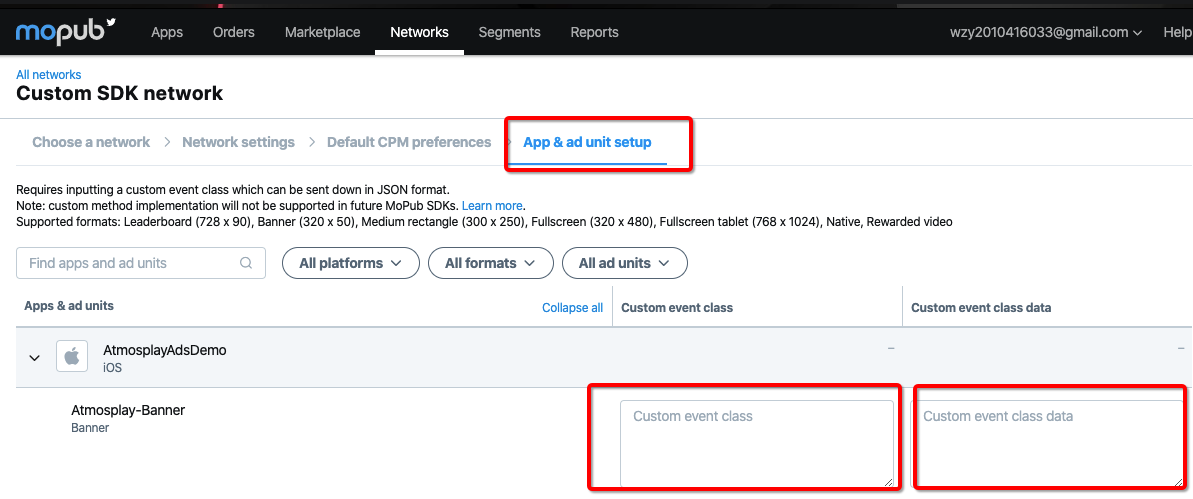 mopub
Apps Orders Marketplace Networks Segments Reports wzy2010416033@gmail.com Help
All networks
Custom SDK network
Choose a network Network settings Default CPM preferences App & ad unit setup
Requires inputting a custom event class which can be sent down in JSON format.
Note: custom method implementation will not be supported in future MoPub SDKs. Learn more.
Supported formats: Leaderboard (728 x 90), Banner (320 x 50), Medium rectangle (300 x 250), Fullscreen (320 x 480), Fullscreen tablet (768 x 1024), Native, Rewarded video
Find apps and ad units All platforms All formats All ad units
Apps & ad units Collapse all Custom event class Custom event class data
AtmosplayAdsDemo – –
iOS
Atmosplay-Banner Custom event class Custom event class data
Banner